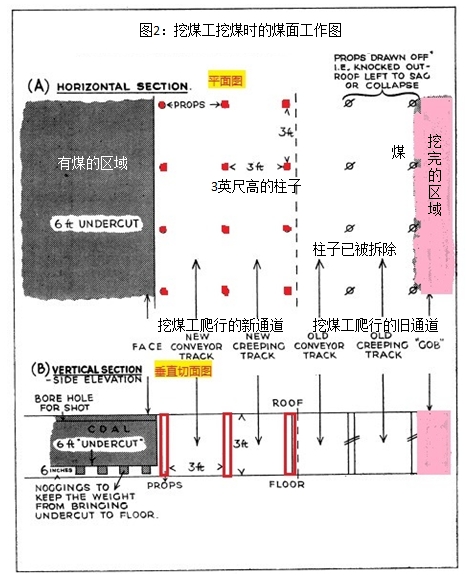 图2：挖煤工挖煤时的煤面工作图
(A) HORIZONTAL SECTION.
平面图
PROPS DRAWN OFF
I.E. KNOCKED OUT-
ROOF LEFT TO SAG
OR COLLAPSE
PROPS
3ft
有煤的区域
3ft
煤
挖完的区域
3英尺高的柱子
6 ft UNDERCUT
柱子已被拆除
挖煤工爬行的新通道
挖煤工爬行的旧通道
FACE
NEW CONVEYOR TRACK
NEW CREEPING TRACK
OLD CONVEYOR TRACK
OLD CREEPING TRACK
"GOB"
(B) VERTICAL SECTION
-SIDE ELEVATION
垂直切面图
BORE HOLE FOR SHOT
ROOF
COAL
6 ft "UNDERCUT"
3ft
3ft
6 INCHES
PROPS
FLOOR
NOGGINGS TO
KEEP THE WEIGHT
FROM BRINGING
UNDERCUT TO FLOOR.